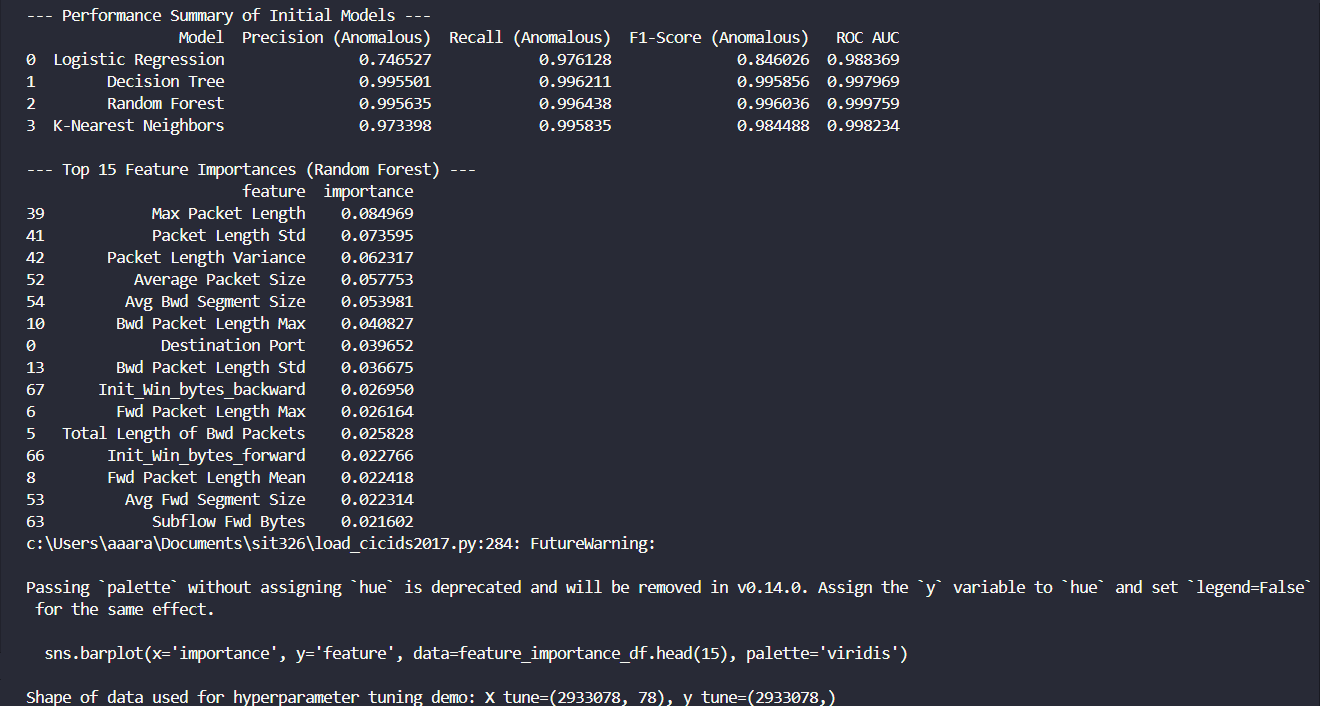 --- Performance Summary of Initial Models ---
Model Precision (Anomalous) Recall (Anomalous) F1-Score (Anomalous) ROC AUC
0 Logistic Regression 0.746527 0.976128 0.846026 0.988369
1 Decision Tree 0.995501 0.996211 0.995856 0.997969
2 Random Forest 0.995635 0.996438 0.996036 0.999759
3 K-Nearest Neighbors 0.973398 0.995835 0.984488 0.998234
--- Top 15 Feature Importances (Random Forest) ---
feature importance
39 Max Packet Length 0.084969
41 Packet Length Std 0.073595
42 Packet Length Variance 0.062317
52 Average Packet Size 0.057753
54 Avg Bwd Segment Size 0.053981
10 Bwd Packet Length Max 0.040827
0 Destination Port 0.039652
13 Bwd Packet Length Std 0.036675
67 Init_Win_bytes_backward 0.026950
6 Fwd Packet Length Max 0.026164
5 Total Length of Bwd Packets 0.025828
66 Init_Win_bytes_forward 0.022766
8 Fwd Packet Length Mean 0.022418
53 Avg Fwd Segment Size 0.022314
63 Subflow Fwd Bytes 0.021602
c:\Users\aaara\Documents\sit326\load_cicids2017.py:284: FutureWarning:
Passing `palette` without assigning `hue` is deprecated and will be removed in v0.14.0. Assign the `y` variable to `hue` and set `legend=False`
for the same effect.
sns.barplot(x='importance', y='feature', data=feature_importance_df.head(15), palette='viridis')
Shape of data used for hyperparameter tuning demo: X_tune=(2933078, 78), y_tune=(2933078,)